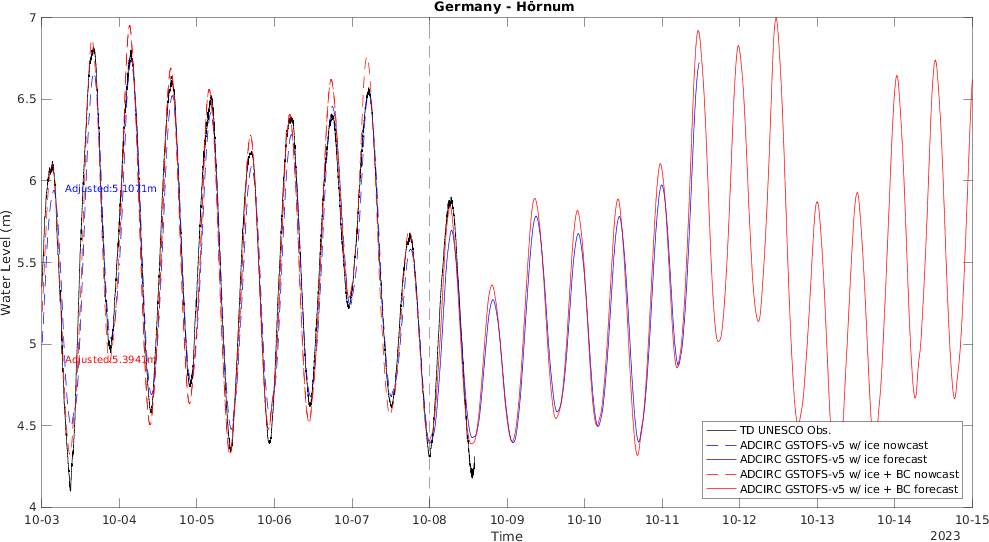 Germany - Hörnum
Water Level (m)
7
6.5
6
5.5
5
4.5
4
Adjusted:5.1071m
Adjusted:5.3941m
TD UNESCO Obs.
ADCIRC GSTOFS-v5 w/ ice nowcast
ADCIRC GSTOFS-v5 w/ ice forecast
ADCIRC GSTOFS-v5 w/ ice + BC nowcast
ADCIRC GSTOFS-v5 w/ ice + BC forecast
10-03 10-04 10-05 10-06 10-07 10-08 10-09 10-10 10-11 10-12 10-13 10-14 10-15
Time
2023